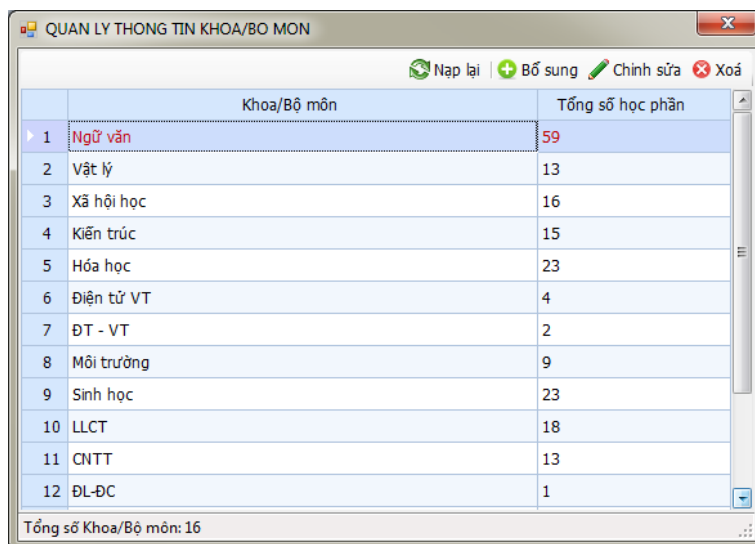 QUAN LY THONG TIN KHOA/BO MON
Nạp lại Bổ sung Chỉnh sửa Xoá
Khoa/Bộ môn Tổng số học phần
1 Ngữ văn 59
2 Vật lý 13
3 Xã hội học 16
4 Kiến trúc 15
5 Hóa học 23
6 Điện tử VT 4
7 ĐT - VT 2
8 Môi trường 9
9 Sinh học 23
10 LLCT 18
11 CNTT 13
12 ĐL-ĐC 1
Tổng số Khoa/Bộ môn: 16